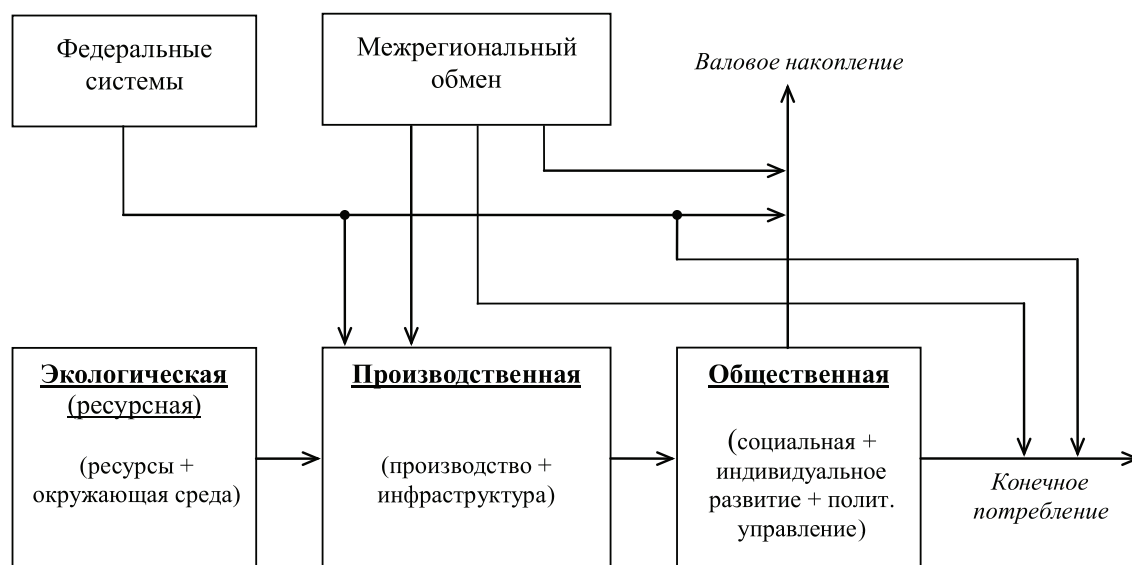 Федеральные
системы
Межрегиональный
обмен
Валовое накопление
Экологическая
(ресурсная)
(ресурсы +
окружающая среда)
Производственная
(производство +
инфраструктура)
Общественная
(социальная +
индивидуальное
развитие + полит.
управление)
Конечное
потребление